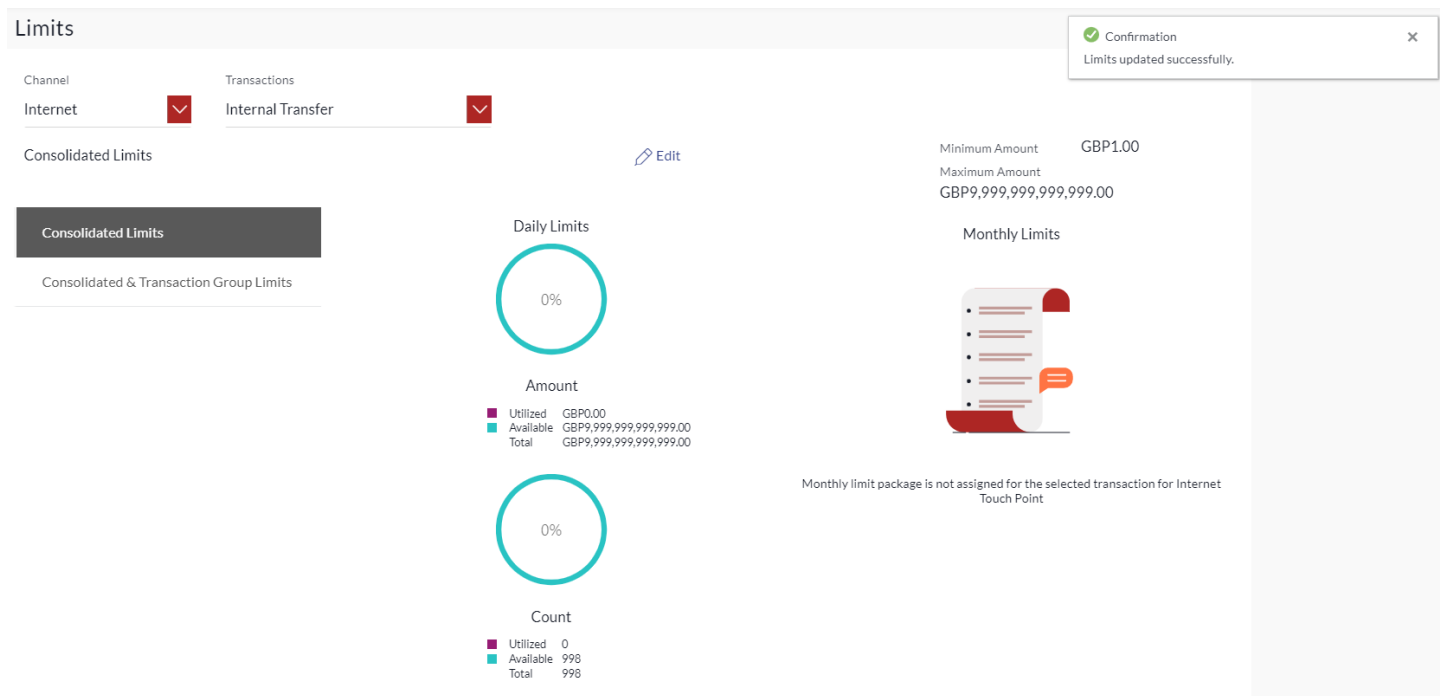 Limits
Confirmation
Limits updated successfully.
Channel
Transactions
Internet
Internal Transfer
Consolidated Limits
Edit
Minimum Amount GBP1.00
Maximum Amount
GBP9,999,999,999,999.00
Consolidated Limits
Consolidated & Transaction Group Limits
Daily Limits
0%
Amount
Utilized GBP0.00
Available GBP9,999,999,999,999.00
Total GBP9,999,999,999,999.00
0%
Count
Utilized 0
Available 998
Total 998
Monthly Limits
Monthly limit package is not assigned for the selected transaction for Internet
Touch Point